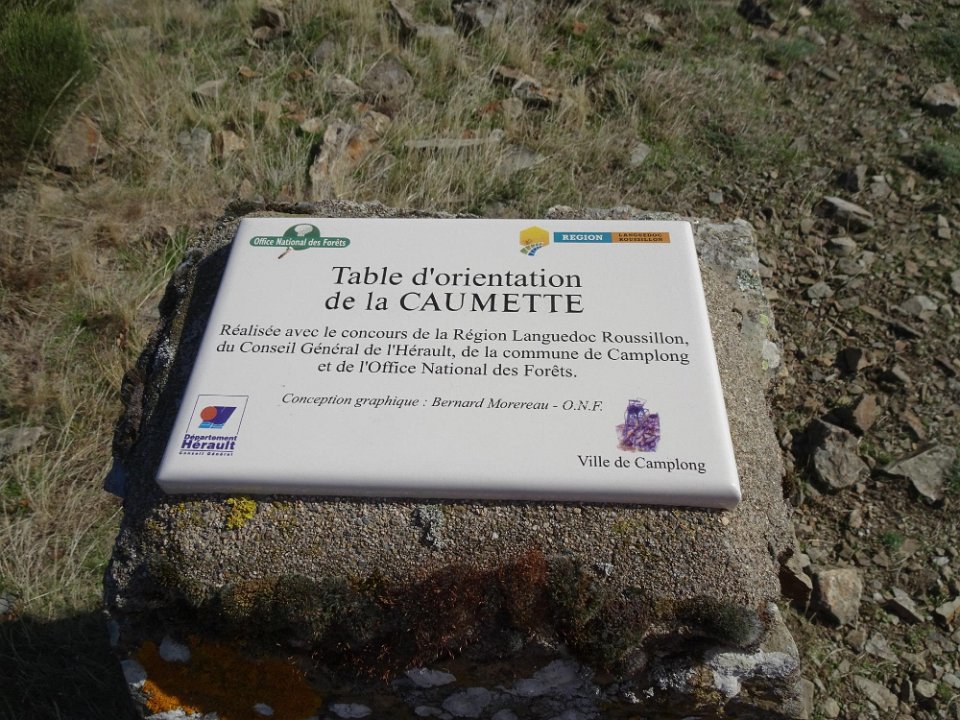 Office National des Forêts
REGION LANGUEDOC ROUSSILLON
Table d'orientation
de la CAUMETTE
Réalisée avec le concours de la Région Languedoc Roussillon,
du Conseil Général de l'Hérault, de la commune de Camplong
et de l'Office National des Forêts.
Conception graphique : Bernard Morereau - O.N.F.
Département
Hérault
Conseil Général
Ville de Camplong